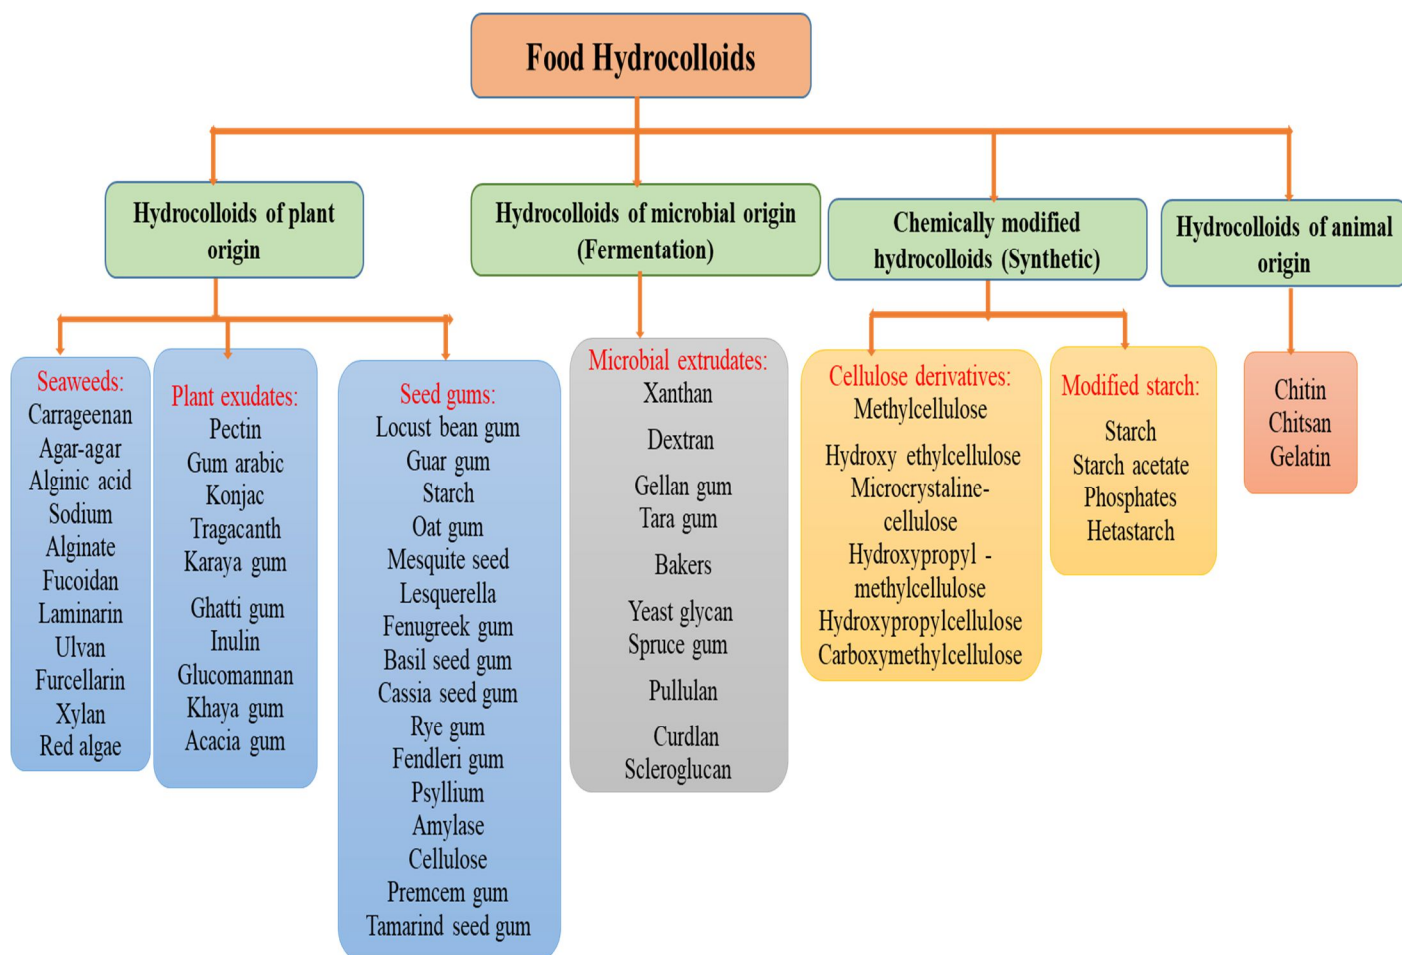 Food Hydrocolloids
Hydrocolloids of plant
origin
Hydrocolloids of microbial origin
(Fermentation)
Chemically modified
hydrocolloids (Synthetic)
Hydrocolloids of animal
origin
Seaweeds:
Carrageenan
Agar-agar
Alginic acid
Sodium
Alginate
Fucoidan
Laminarin
Ulvan
Furcellarin
Xylan
Red algae
Plant exudates:
Pectin
Gum arabic
Konjac
Tragacanth
Karaya gum
Ghatti gum
Inulin
Glucomannan
Khaya gum
Acacia gum
Seed gums:
Locust bean gum
Guar gum
Starch
Oat gum
Mesquite seed
Lesquerella
Fenugreek gum
Basil seed gum
Cassia seed gum
Rye gum
Fendleri gum
Psyllium
Amylase
Cellulose
Premcem gum
Tamarind seed gum
Microbial extrudates:
Xanthan
Dextran
Gellan gum
Tara gum
Bakers
Yeast glycan
Spruce gum
Pullulan
Curdlan
Scleroglucan
Cellulose derivatives:
Methylcellulose
Hydroxy ethylcellulose
Microcrystaline-
cellulose
Hydroxypropyl -
methylcellulose
Hydroxypropylcellulose
Carboxymethylcellulose
Modified starch:
Starch
Starch acetate
Phosphates
Hetastarch
Chitin
Chitsan
Gelatin